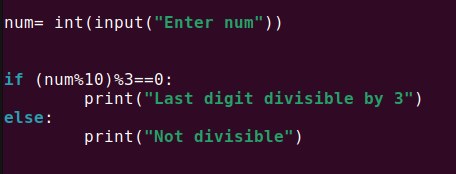 num= int(input("Enter num"))
if (num%10)%3==0:
        print("Last digit divisible by 3")
else:
        print("Not divisible")